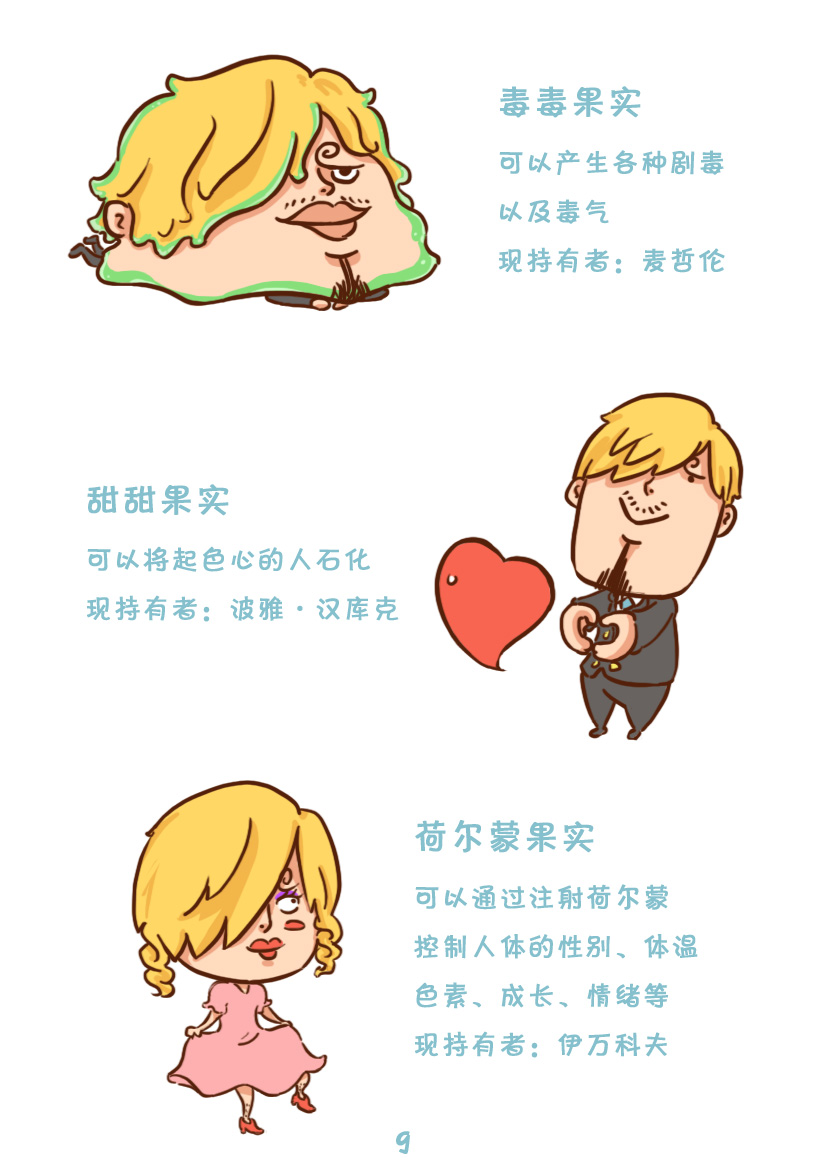 毒毒果实
可以产生各种剧毒
以及毒气
现持有者：麦哲伦
甜甜果实
可以将起色心的人石化
现持有者：波雅·汉库克
荷尔蒙果实
可以通过注射荷尔蒙
控制人体的性别、体温
色素、成长、情绪等
现持有者：伊万科夫
9